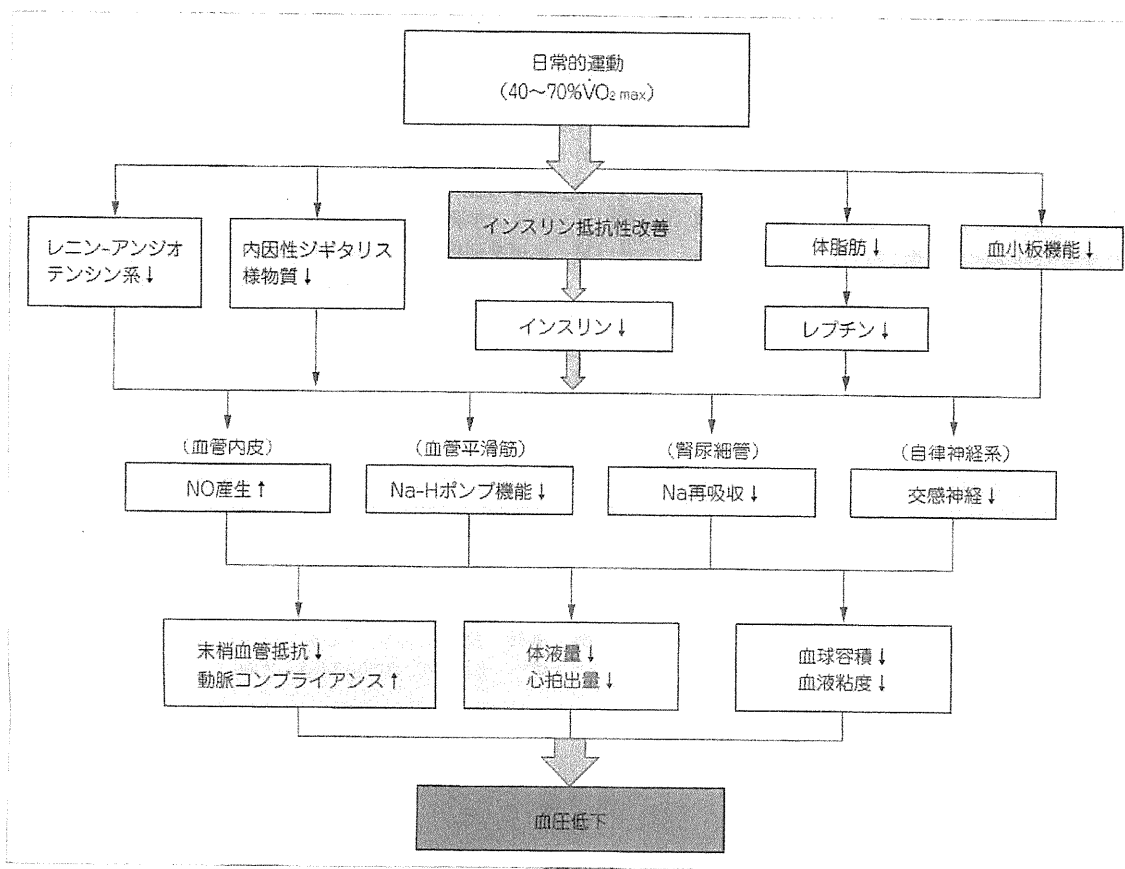 日常的運動
(40〜70%V̇O₂ max)
インスリン抵抗性改善
レニン-アンジオ
テンシン系↓
内因性ジギタリス
様物質↓
体脂肪↓
血小板機能↓
インスリン↓
レプチン↓
(血管内皮)
(血管平滑筋)
(腎尿細管)
(自律神経系)
NO産生↑
Na-Hポンプ機能↓
Na再吸収↓
交感神経↓
末梢血管抵抗↓
動脈コンプライアンス↑
体液量↓
心拍出量↓
血球容積↓
血液粘度↓
血圧低下